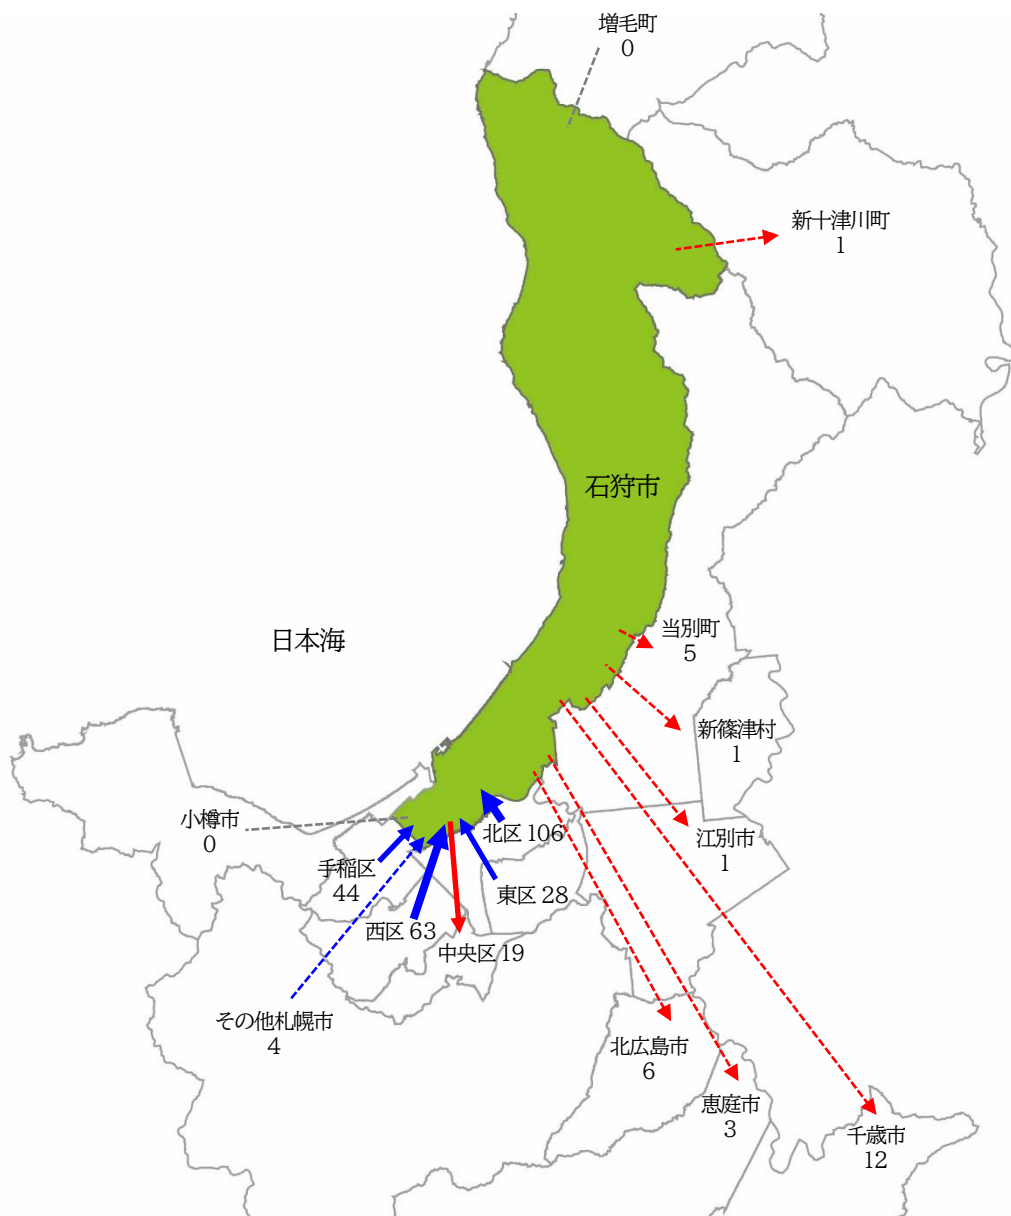 増毛町
0
新十津川町
1
石狩市
日本海
当別町
5
新篠津村
1
小樽市
0
北区 106
江別市
1
手稲区
44
東区 28
西区 63
中央区 19
その他札幌市
4
北広島市
6
恵庭市
3
千歳市
12